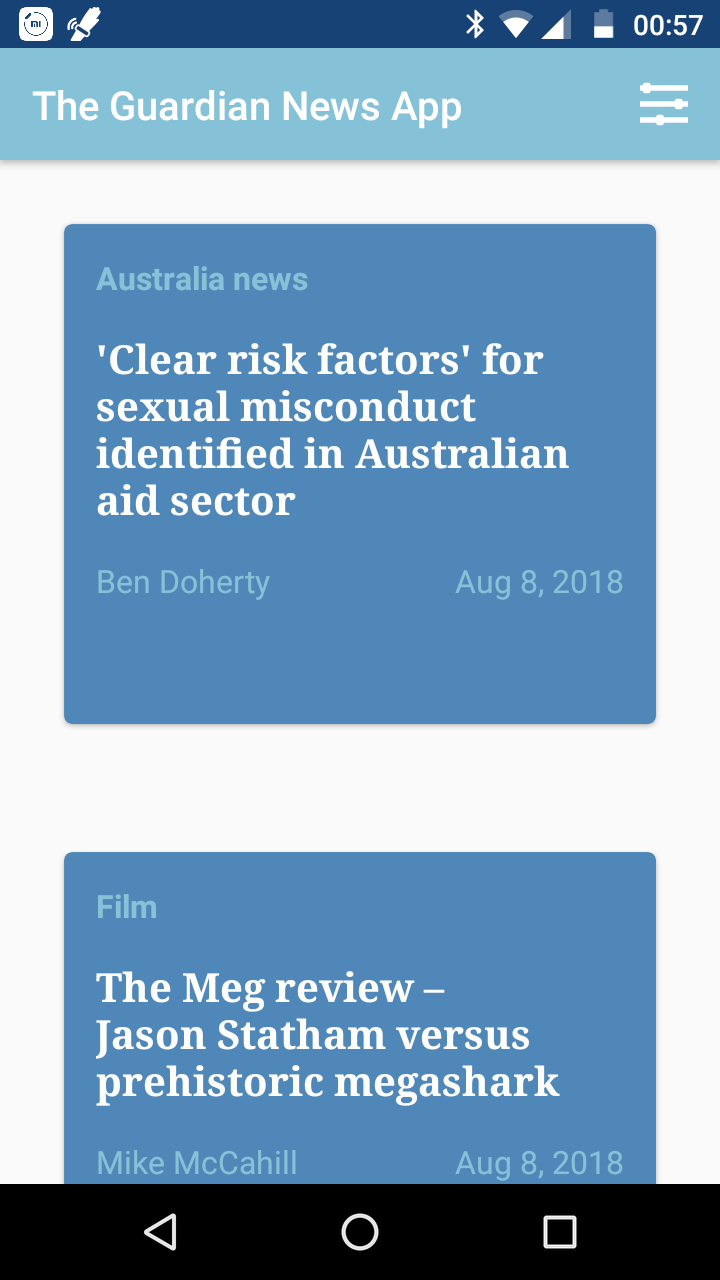 00:57
The Guardian News App
Australia news
'Clear risk factors' for
sexual misconduct
identified in Australian
aid sector
Ben Doherty Aug 8, 2018
Film
The Meg review –
Jason Statham versus
prehistoric megashark
Mike McCahill Aug 8, 2018